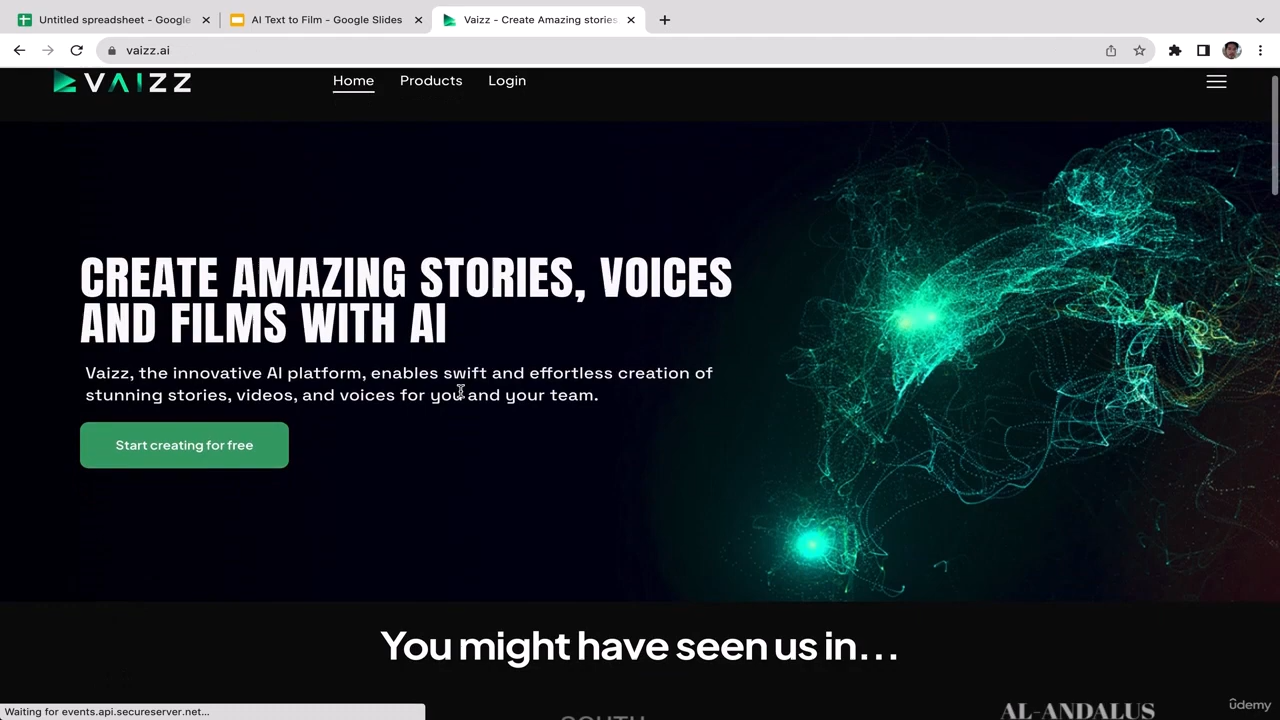 Untitled spreadsheet - Google
AI Text to Film - Google Slides
Vaizz - Create Amazing stories,
vaizz.ai
VAIZZ
Home
Products
Login
CREATE AMAZING STORIES, VOICES
AND FILMS WITH AI
Vaizz, the innovative AI platform, enables swift and effortless creation of
stunning stories, videos, and voices for you and your team.
Start creating for free
You might have seen us in...
SOUTH
AL-ANDALUS
Waiting for events.api.secureserver.net...
ûdemy